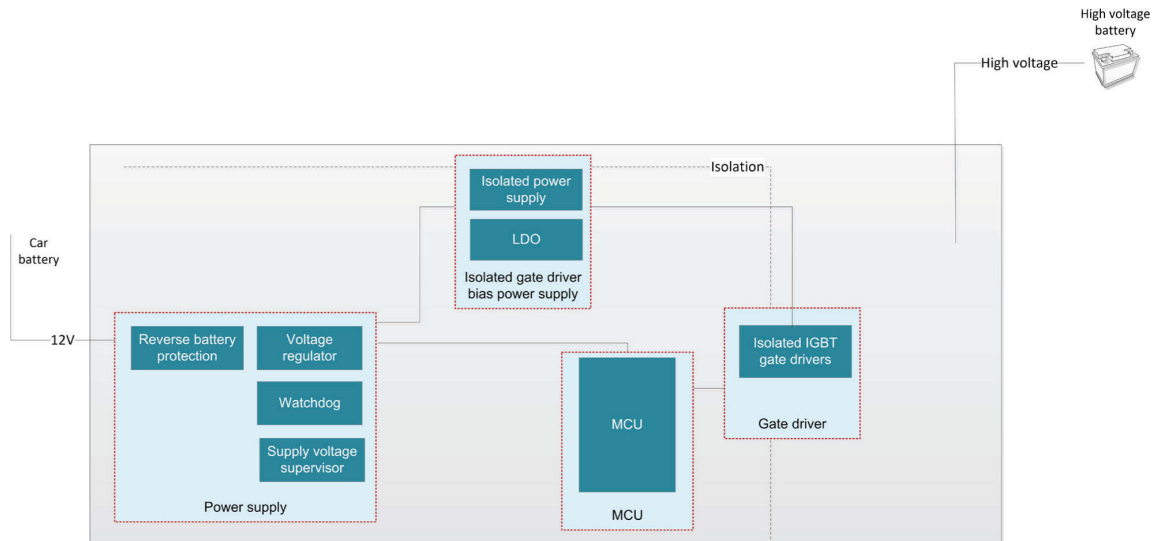 High voltage
battery
High voltage
Isolation
Isolated power
supply
LDO
Isolated gate driver
bias power supply
Car
battery
12V
Reverse battery
protection
Voltage
regulator
Watchdog
Supply voltage
supervisor
Power supply
MCU
MCU
Isolated IGBT
gate drivers
Gate driver